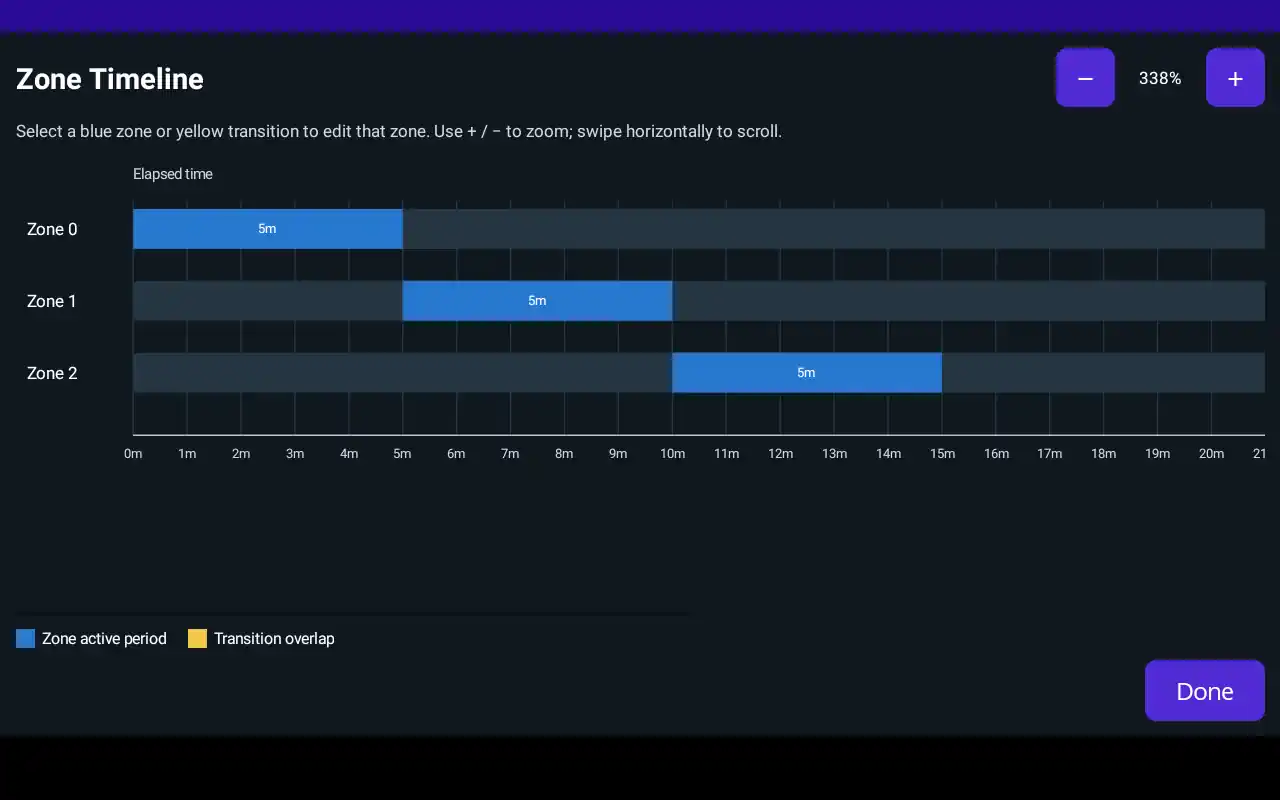 Zone Timeline
− 338% +
Select a blue zone or yellow transition to edit that zone. Use + / − to zoom; swipe horizontally to scroll.
Elapsed time
Zone 0 5m
Zone 1 5m
Zone 2 5m
0m 1m 2m 3m 4m 5m 6m 7m 8m 9m 10m 11m 12m 13m 14m 15m 16m 17m 18m 19m 20m 21
Zone active period Transition overlap
Done